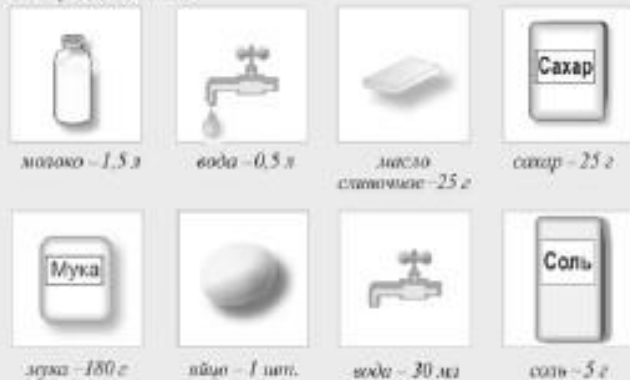 Сахар
молоко – 1,5 л
вода – 0,5 л
масло
сливочное – 25 г
сахар – 25 г
Мука
Соль
мука – 180 г
яйцо – 1 шт.
вода – 30 мл
соль – 5 г